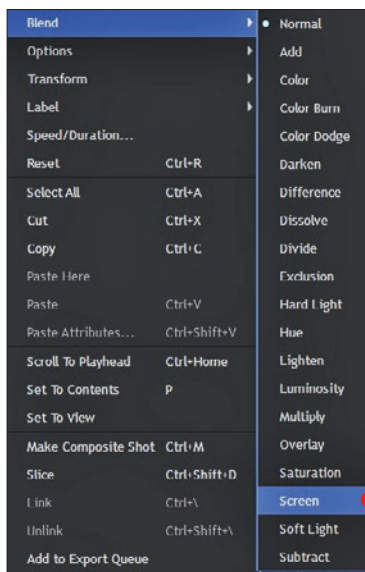 Blend
Options
Transform
Label
Speed/Duration...
Reset Ctrl+R
Select All Ctrl+A
Cut Ctrl+X
Copy Ctrl+C
Paste Here
Paste Ctrl+V
Paste Attributes... Ctrl+Shift+V
Scroll To Playhead Ctrl+Home
Set To Contents P
Set To View
Make Composite Shot Ctrl+M
Slice Ctrl+Shift+D
Link Ctrl+\
Unlink Ctrl+Shift+\
Add to Export Queue
Normal
Add
Color
Color Burn
Color Dodge
Darken
Difference
Dissolve
Divide
Exclusion
Hard Light
Hue
Lighten
Luminosity
Multiply
Overlay
Saturation
Screen
Soft Light
Subtract